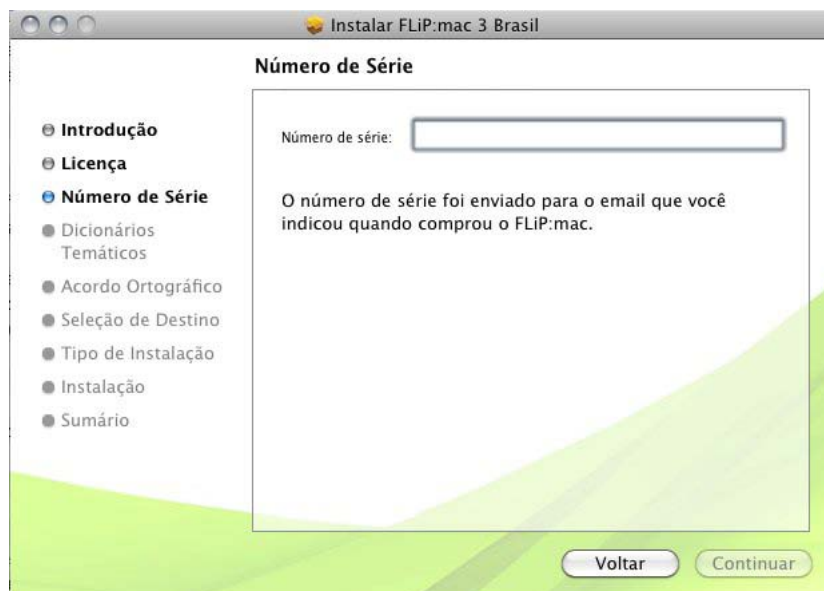 Instalar FLiP:mac 3 Brasil
Número de Série
Introdução
Licença
Número de Série
Dicionários
Temáticos
Acordo Ortográfico
Seleção de Destino
Tipo de Instalação
Instalação
Sumário
Número de série:
O número de série foi enviado para o email que você
indicou quando comprou o FLiP:mac.
Voltar
Continuar